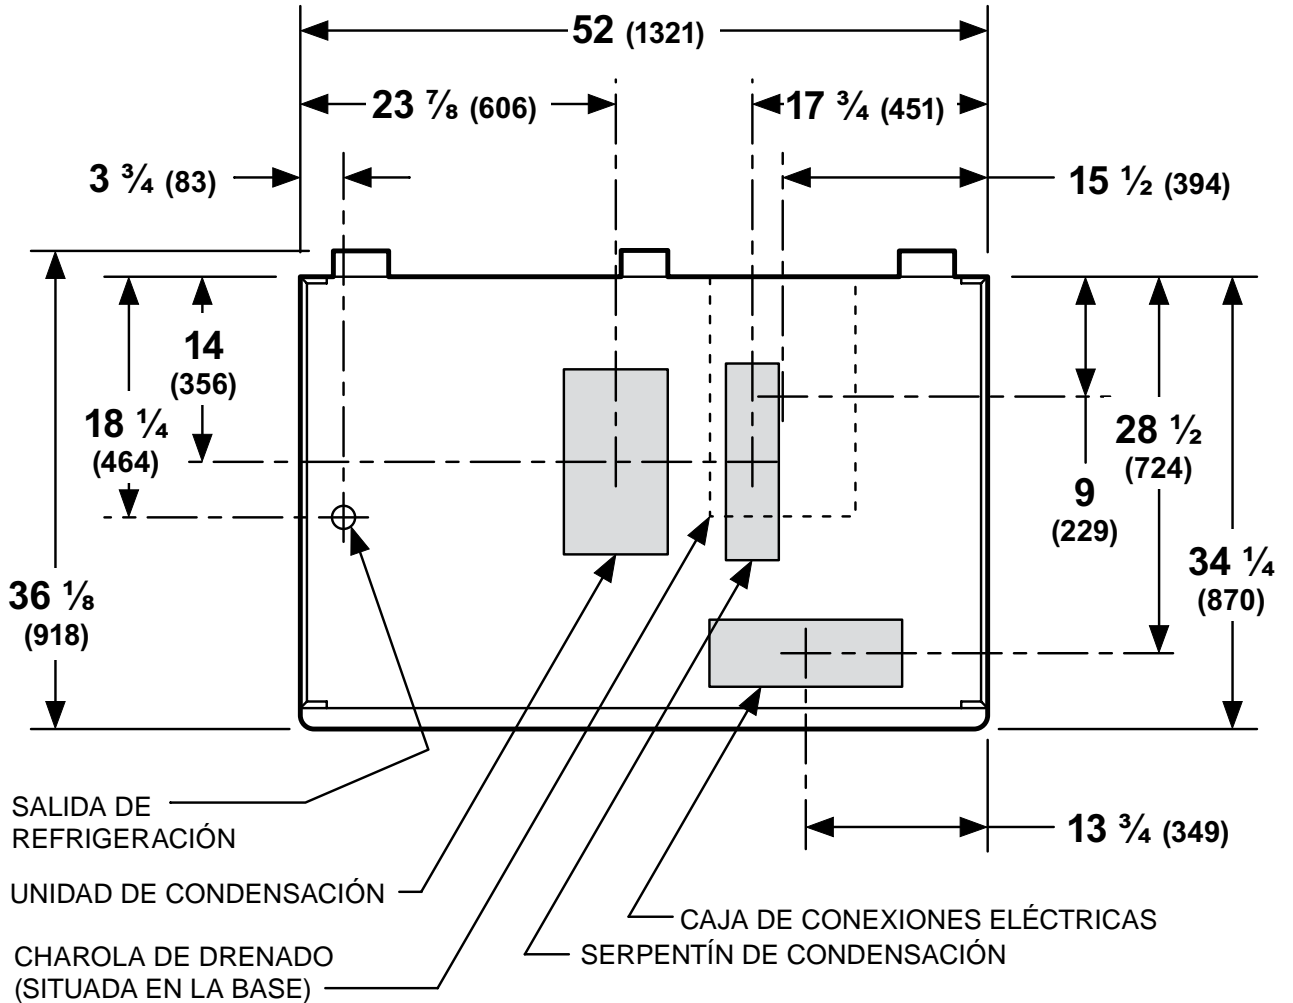 52 (1321)
23 ⅞ (606)
17 ¾ (451)
3 ¾ (83)
15 ½ (394)
14
(356)
18 ¼
(464)
36 ⅛
(918)
28 ½
(724)
9
(229)
34 ¼
(870)
13 ¾ (349)
SALIDA DE
REFRIGERACIÓN
UNIDAD DE CONDENSACIÓN
CHAROLA DE DRENADO
(SITUADA EN LA BASE)
CAJA DE CONEXIONES ELÉCTRICAS
SERPENTÍN DE CONDENSACIÓN